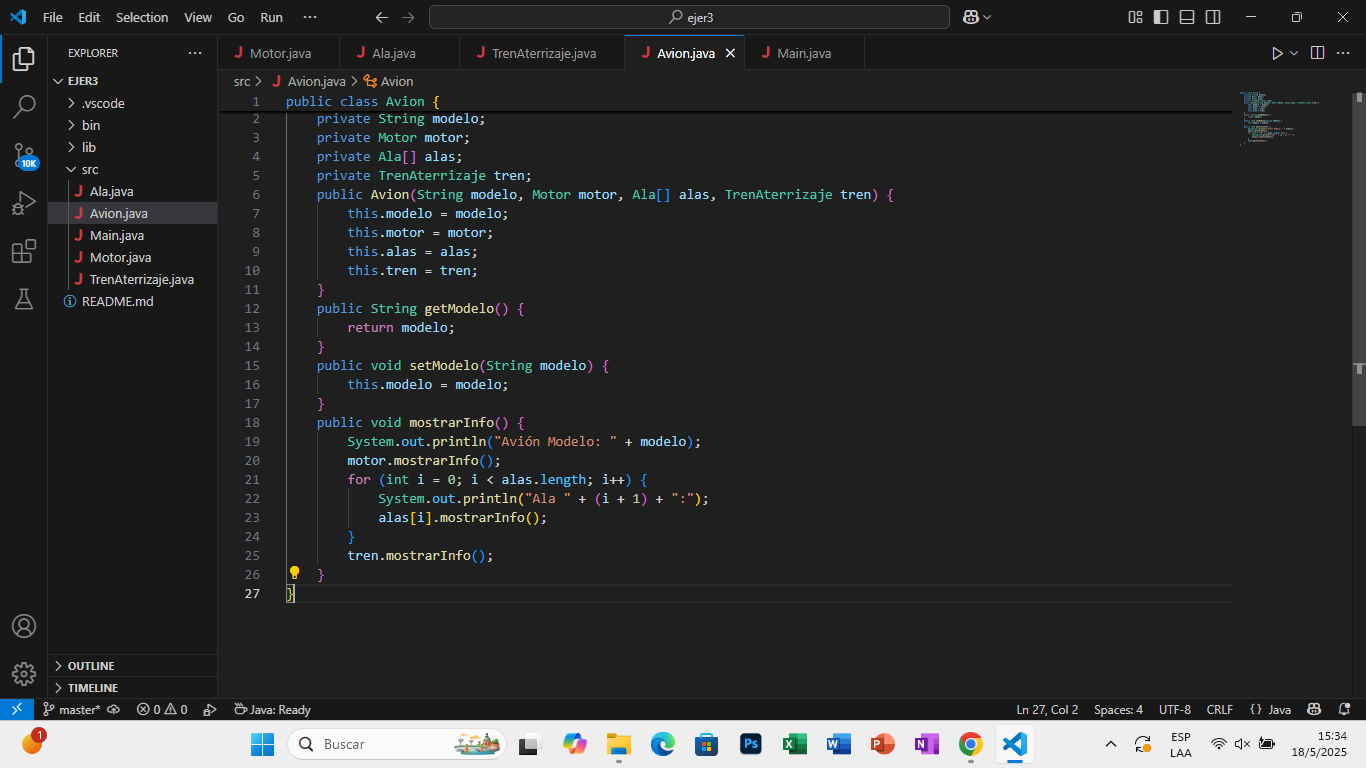 File Edit Selection View Go Run ··· ejer3
EXPLORER ···
EJER3
.vscode
bin
lib
src
Ala.java
Avion.java
Main.java
Motor.java
TrenAterrizaje.java
README.md
10K
OUTLINE
TIMELINE
Motor.java Ala.java TrenAterrizaje.java Avion.java Main.java
src > Avion.java > Avion
1 public class Avion {
2 private String modelo;
3 private Motor motor;
4 private Ala[] alas;
5 private TrenAterrizaje tren;
6 public Avion(String modelo, Motor motor, Ala[] alas, TrenAterrizaje tren) {
7 this.modelo = modelo;
8 this.motor = motor;
9 this.alas = alas;
10 this.tren = tren;
11 }
12 public String getModelo() {
13 return modelo;
14 }
15 public void setModelo(String modelo) {
16 this.modelo = modelo;
17 }
18 public void mostrarInfo() {
19 System.out.println("Avión Modelo: " + modelo);
20 motor.mostrarInfo();
21 for (int i = 0; i < alas.length; i++) {
22 System.out.println("Ala " + (i + 1) + ":");
23 alas[i].mostrarInfo();
24 }
25 tren.mostrarInfo();
26 }
27 }
master* 0 0 Java: Ready Ln 27, Col 2 Spaces: 4 UTF-8 CRLF {} Java
1 Buscar Ps ESP 15:34
LAA 18/5/2025